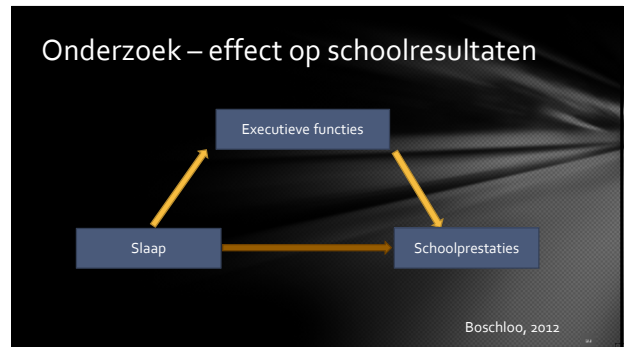 Onderzoek – effect op schoolresultaten
Executieve functies
Slaap
Schoolprestaties
Boschloo, 2012